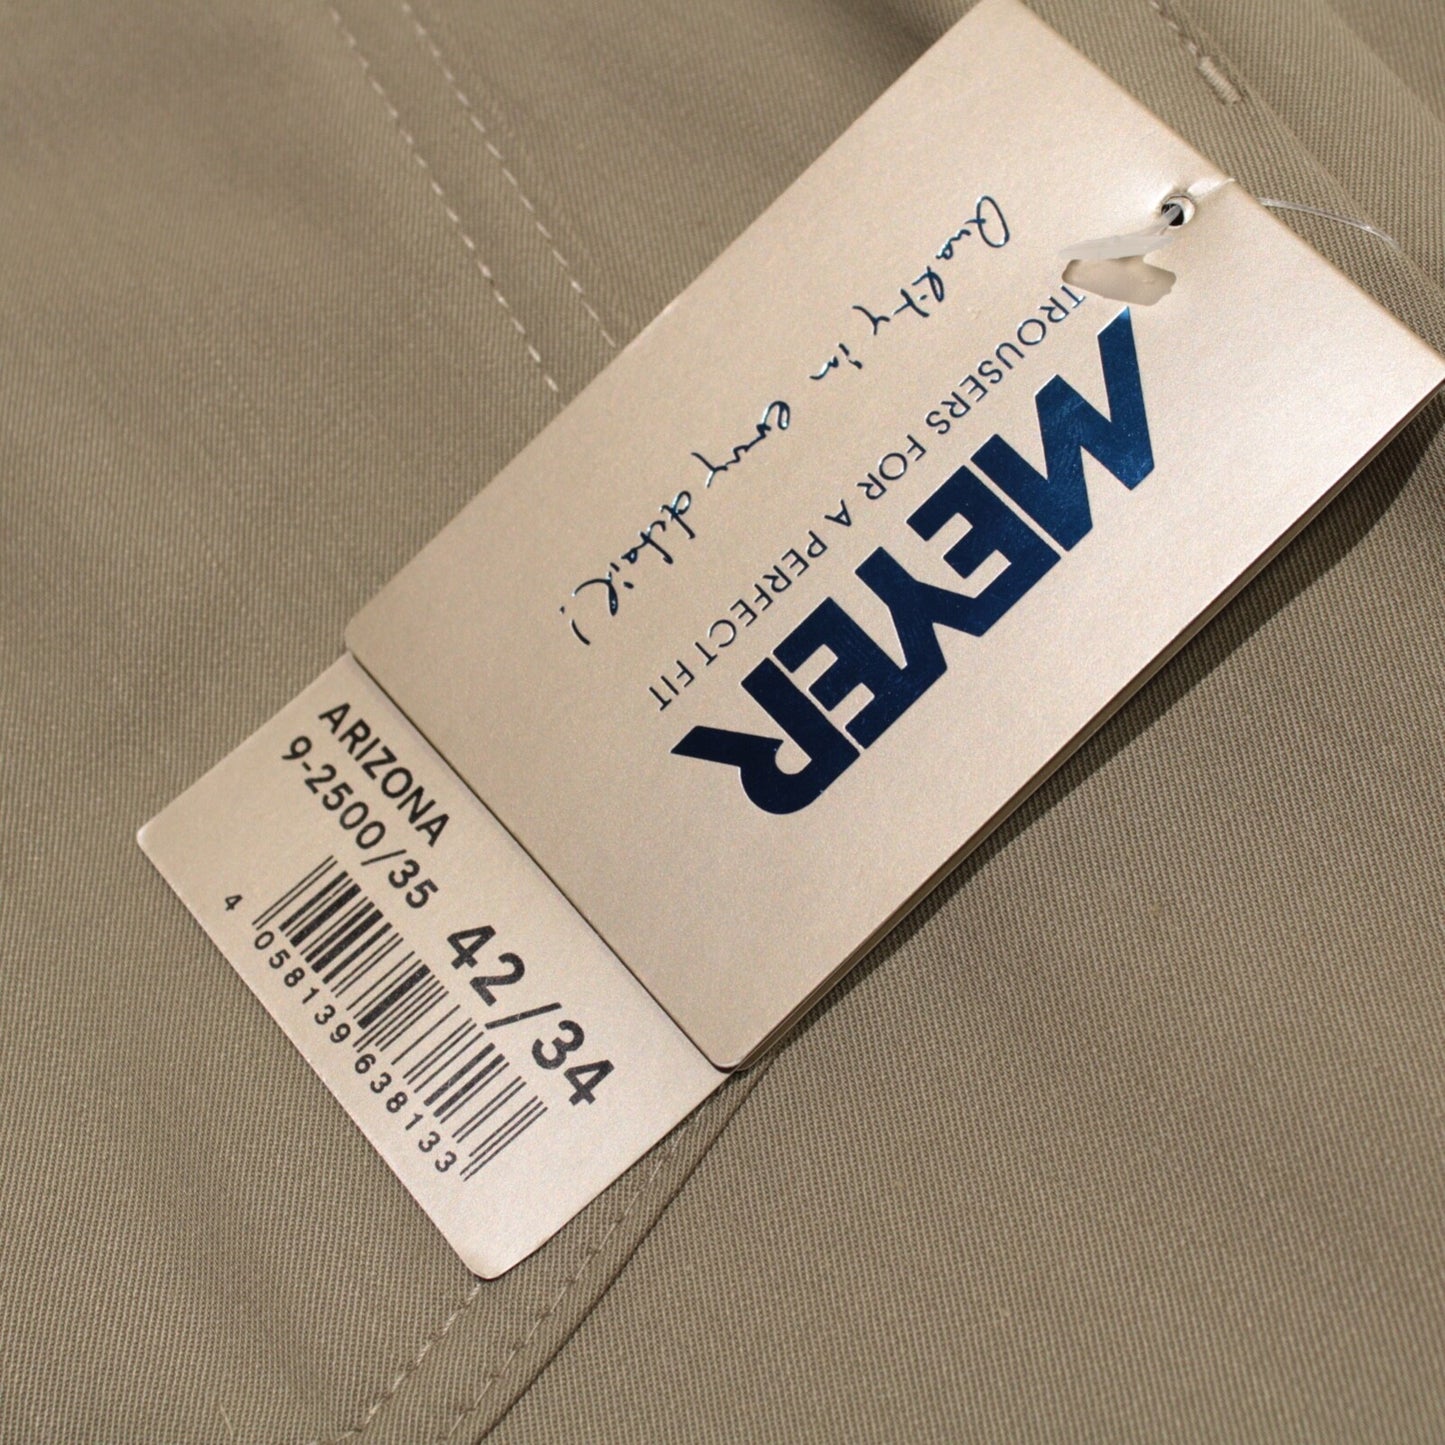 MEYER
TROUSERS FOR A PERFECT FIT
Quality in every detail!
ARIZONA
9-2500/35
42/34
4 058139 638133